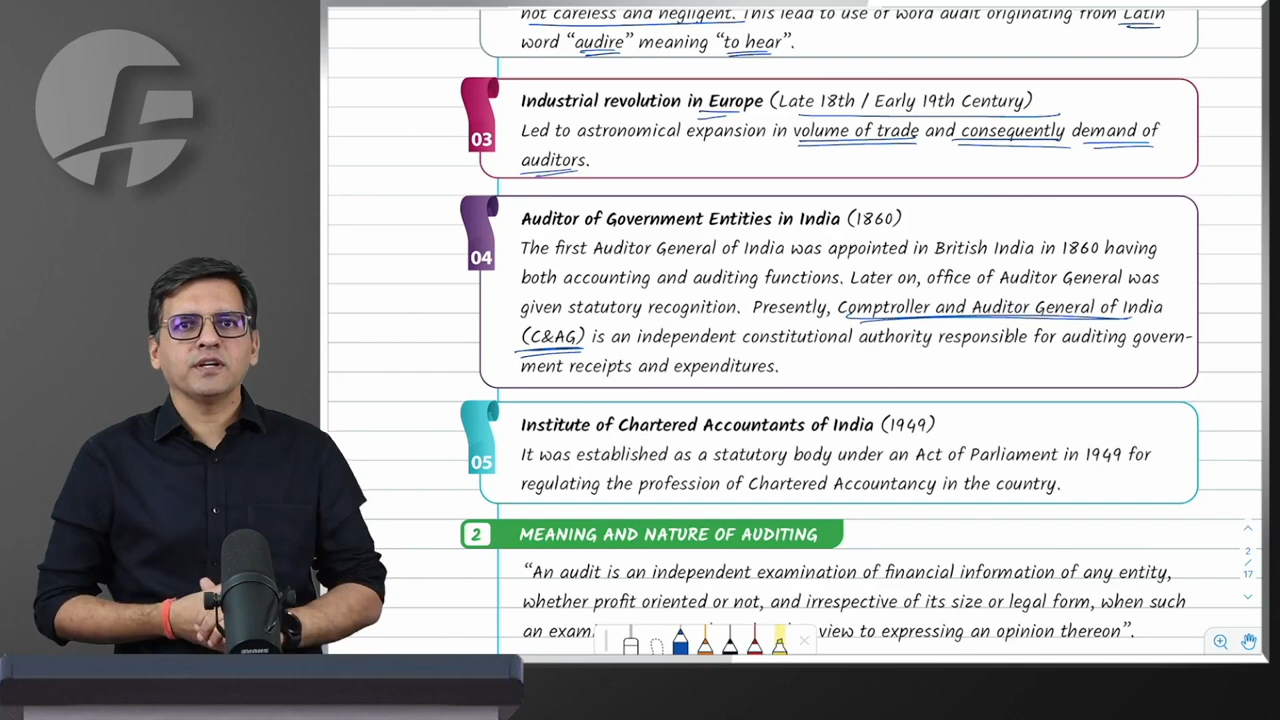 not careless and negligent. This lead to use of word audit originating from Latin
word “audire” meaning “to hear”.
03
Industrial revolution in Europe (Late 18th / Early 19th Century)
Led to astronomical expansion in volume of trade and consequently demand of
auditors.
04
Auditor of Government Entities in India (1860)
The first Auditor General of India was appointed in British India in 1860 having
both accounting and auditing functions. Later on, office of Auditor General was
given statutory recognition. Presently, Comptroller and Auditor General of India
(C&AG) is an independent constitutional authority responsible for auditing govern-
ment receipts and expenditures.
05
Institute of Chartered Accountants of India (1949)
It was established as a statutory body under an Act of Parliament in 1949 for
regulating the profession of Chartered Accountancy in the country.
2 MEANING AND NATURE OF AUDITING
“An audit is an independent examination of financial information of any entity,
whether profit oriented or not, and irrespective of its size or legal form, when such
an exam view to expressing an opinion thereon”.
2
/
17